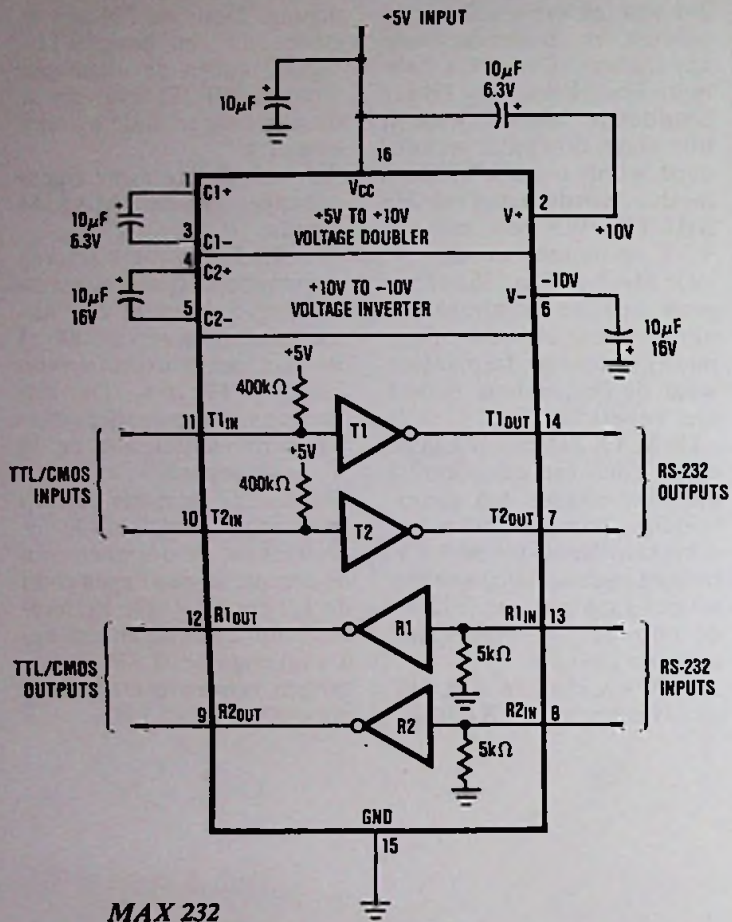 +5V INPUT
10μF
+
10μF
6.3V
+
16
VCC
1
C1+
+5V TO +10V
VOLTAGE DOUBLER
V+
2
+10V
+
10μF
6.3V
3
C1-
4
C2+
+10V TO -10V
VOLTAGE INVERTER
-10V
V-
6
+
10μF
16V
5
C2-
10μF
16V
+
+5V
400kΩ
11
T1IN
T1
T1OUT
14
TTL/CMOS
INPUTS
+5V
400kΩ
RS-232
OUTPUTS
10
T2IN
T2
T2OUT
7
12
R1OUT
R1
R1IN
13
5kΩ
TTL/CMOS
OUTPUTS
RS-232
INPUTS
9
R2OUT
R2
R2IN
8
5kΩ
GND
15
MAX 232